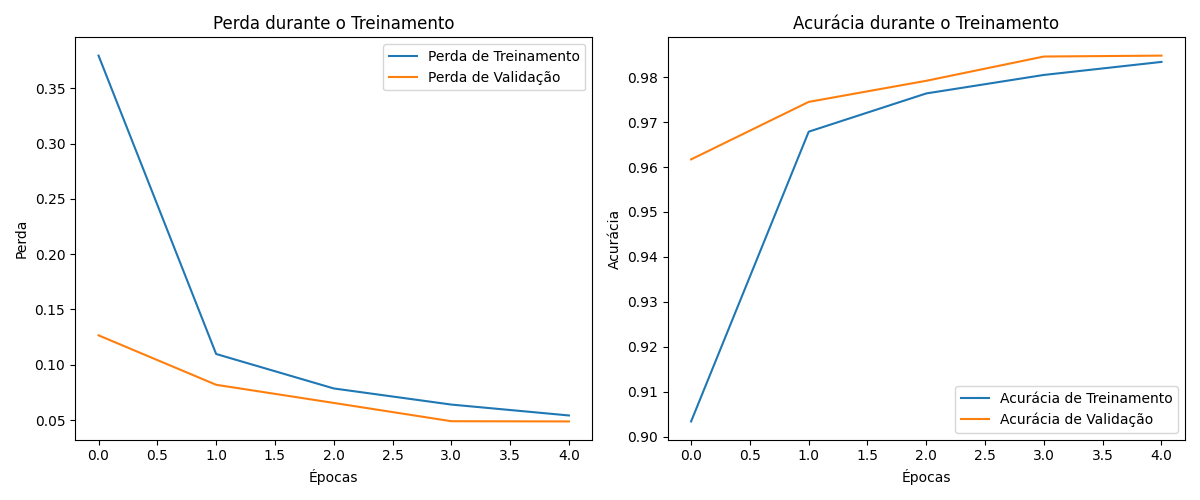 Perda durante o Treinamento
Perda de Treinamento
Perda de Validação
0.35
0.30
0.25
0.20
0.15
0.10
0.05
Perda
0.0 0.5 1.0 1.5 2.0 2.5 3.0 3.5 4.0
Épocas
Acurácia durante o Treinamento
0.98
0.97
0.96
0.95
0.94
0.93
0.92
0.91
0.90
Acurácia
Acurácia de Treinamento
Acurácia de Validação
0.0 0.5 1.0 1.5 2.0 2.5 3.0 3.5 4.0
Épocas